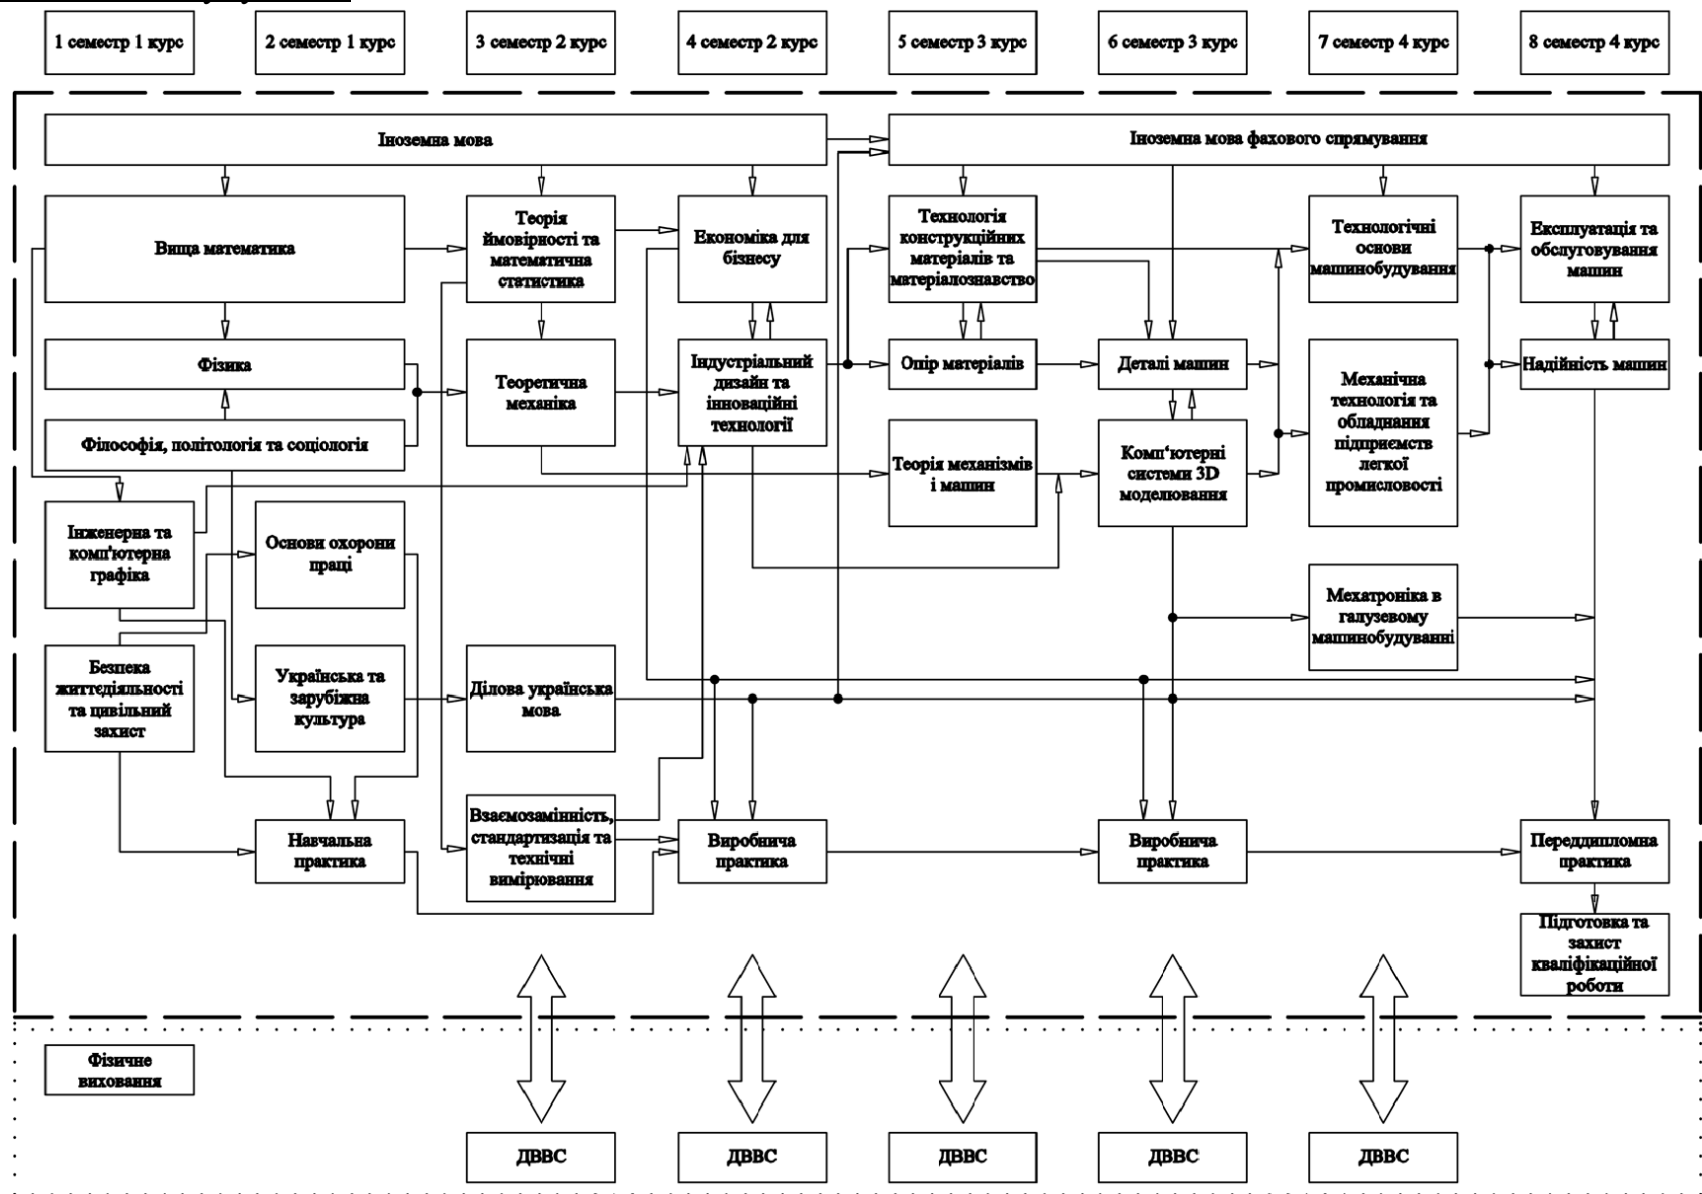 1 семестр 1 курс
2 семестр 1 курс
3 семестр 2 курс
4 семестр 2 курс
5 семестр 3 курс
6 семестр 3 курс
7 семестр 4 курс
8 семестр 4 курс
Іноземна мова
Іноземна мова фахового спрямування
Вища математика
Теорія
ймовірності та
математична
статистика
Економіка для
бізнесу
Технологія
конструкційних
матеріалів та
матеріалознавство
Технологічні
основи
машинобудування
Експлуатація та
обслуговування
машин
Фізика
Теоретична
механіка
Індустріальний
дизайн та
інноваційні
технології
Опір матеріалів
Деталі машин
Механічна
технологія та
обладнання
підприємств
легкої
промисловості
Надійність машин
Філософія, політологія та соціологія
Теорія механізмів
і машин
Комп'ютерні
системи 3D
моделювання
Інженерна та
комп'ютерна
графіка
Основи охорони
праці
Мехатроніка в
галузевому
машинобудуванні
Безпека
життєдіяльності
та цивільний
захист
Українська та
зарубіжна
культура
Ділова українська
мова
Навчальна
практика
Взаємозамінність,
стандартизація та
технічні
вимірювання
Виробнича
практика
Виробнича
практика
Переддипломна
практика
Підготовка та
захист
кваліфікаційної
роботи
Фізичне
виховання
ДВВС
ДВВС
ДВВС
ДВВС
ДВВС